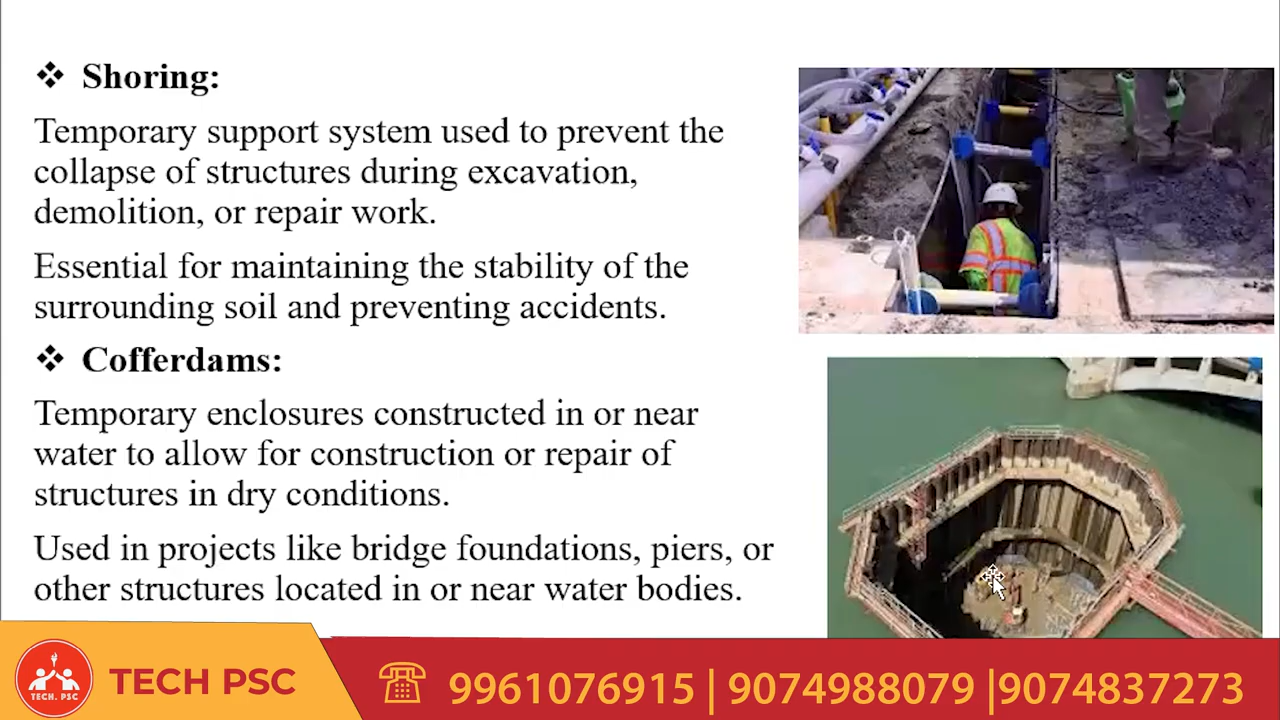 ❖ Shoring:
Temporary support system used to prevent the
collapse of structures during excavation,
demolition, or repair work.
Essential for maintaining the stability of the
surrounding soil and preventing accidents.
❖ Cofferdams:
Temporary enclosures constructed in or near
water to allow for construction or repair of
structures in dry conditions.
Used in projects like bridge foundations, piers, or
other structures located in or near water bodies.
TECH. PSC
TECH PSC
9961076915 | 9074988079 |9074837273